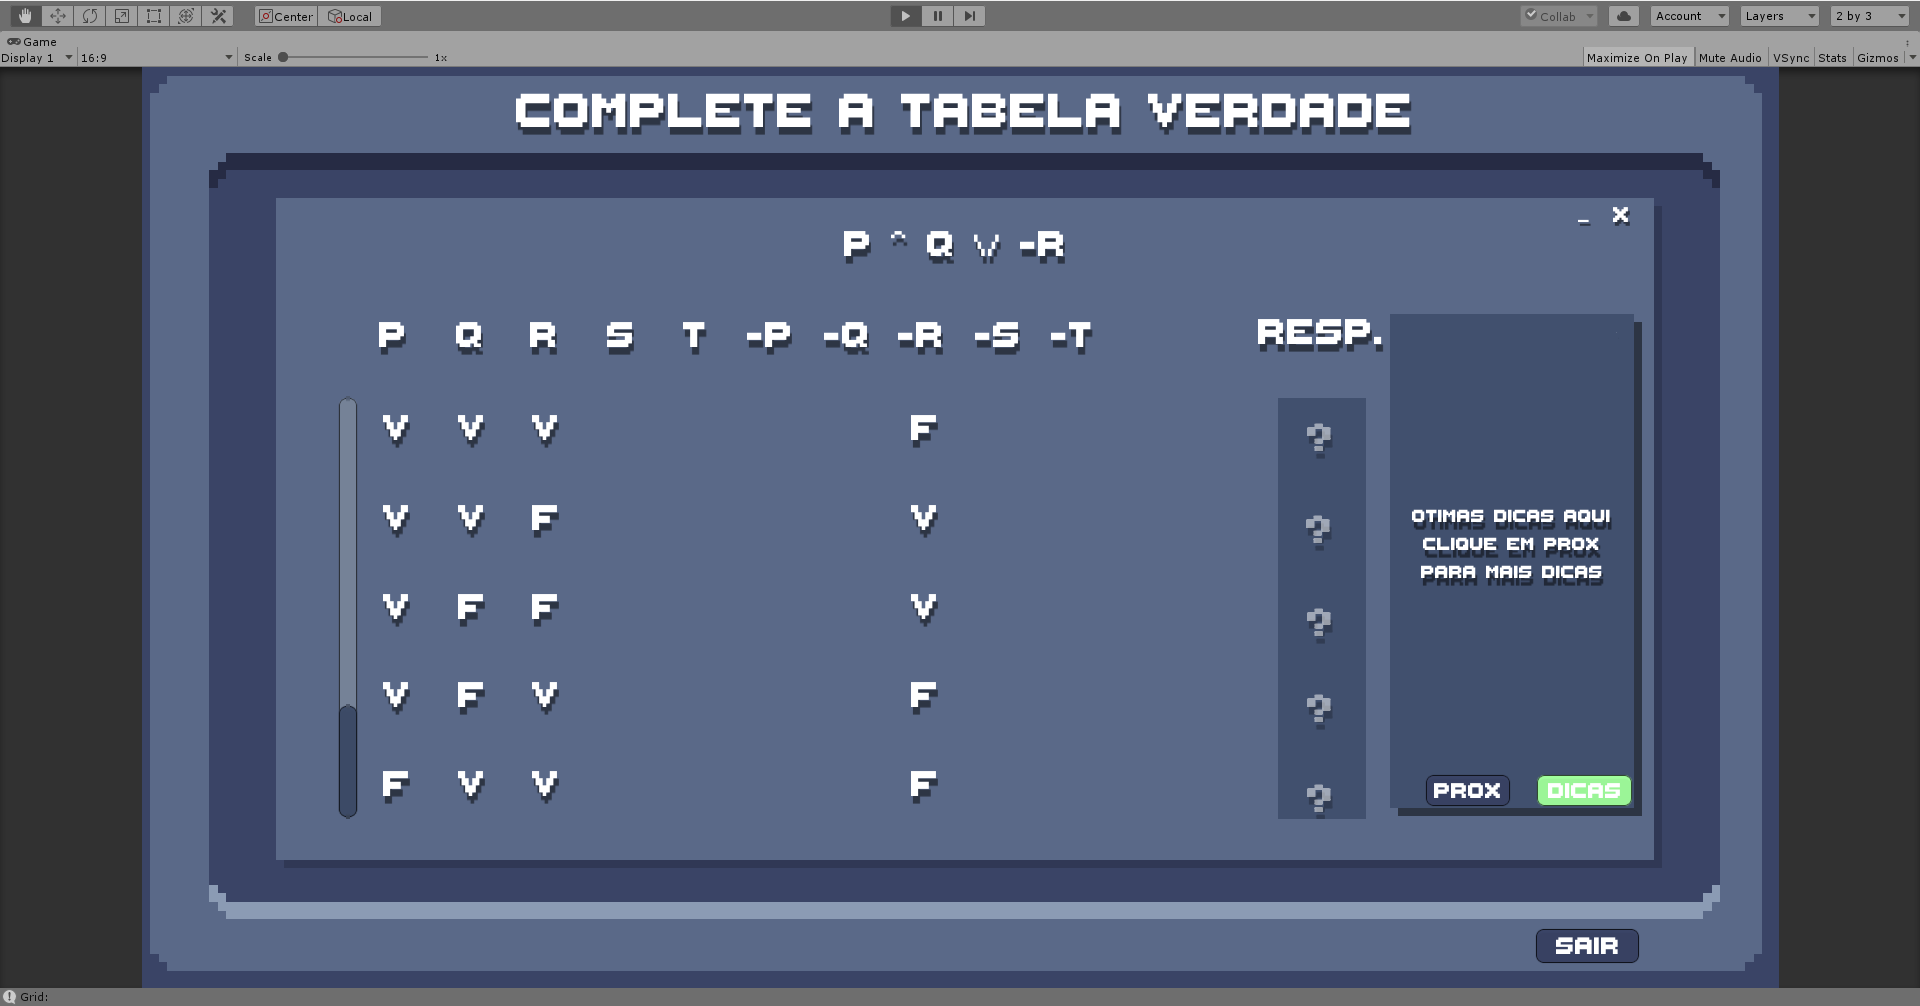 Center Local Collab Account Layers 2 by 3
Game
Display 1 16:9 Scale 1x Maximize On Play Mute Audio VSync Stats Gizmos
COMPLETE A TABELA VERDADE
_ X
P ^ Q V -R
P Q R S T -P -Q -R -S -T RESP.
V V V F ?
V V F V ?
V F F V ?
V F V F ?
F V V F ?
OTIMAS DICAS AQUI
CLIQUE EM PROX
PARA MAIS DICAS
PROX DICAS
SAIR
Grid: